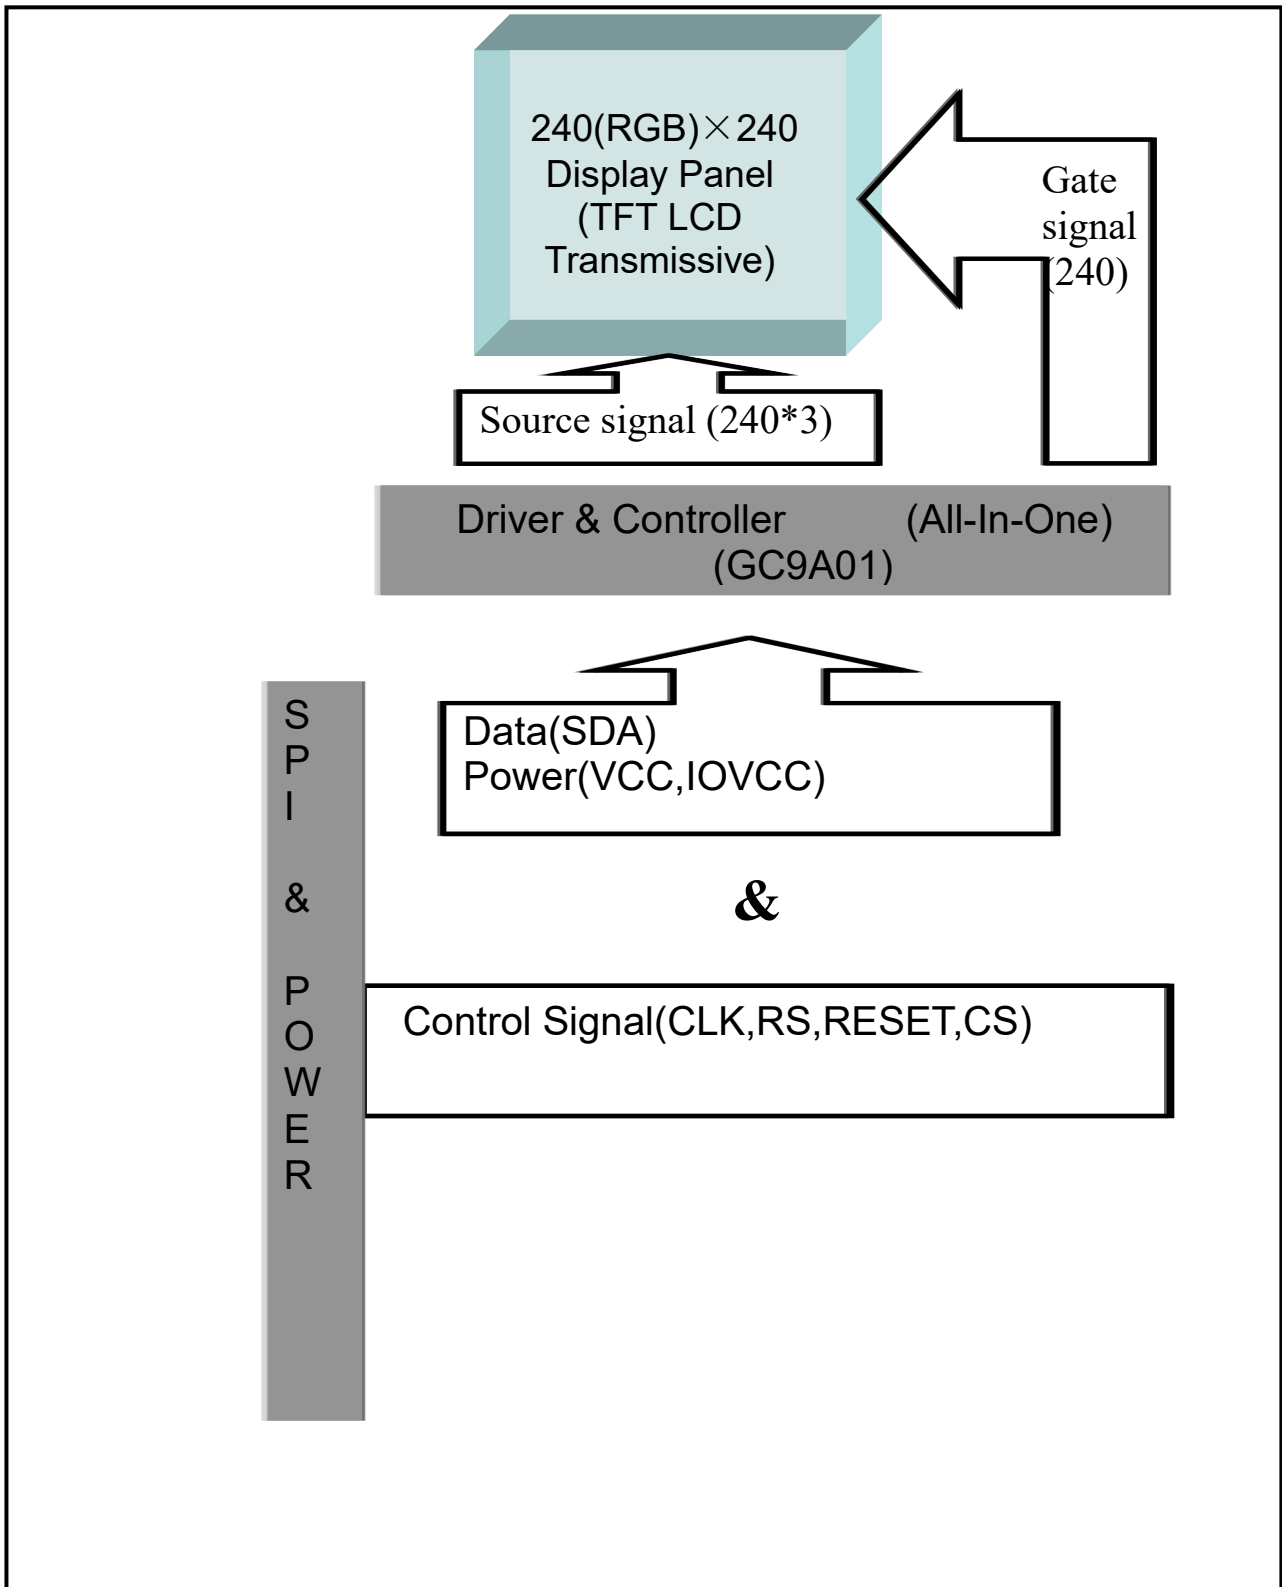 240(RGB)×240
Display Panel
(TFT LCD
Transmissive)
Gate
signal
(240)
Source signal (240*3)
Driver & Controller (All-In-One)
(GC9A01)
S
P
I
&
P
O
W
E
R
Data(SDA)
Power(VCC,IOVCC)
&
Control Signal(CLK,RS,RESET,CS)